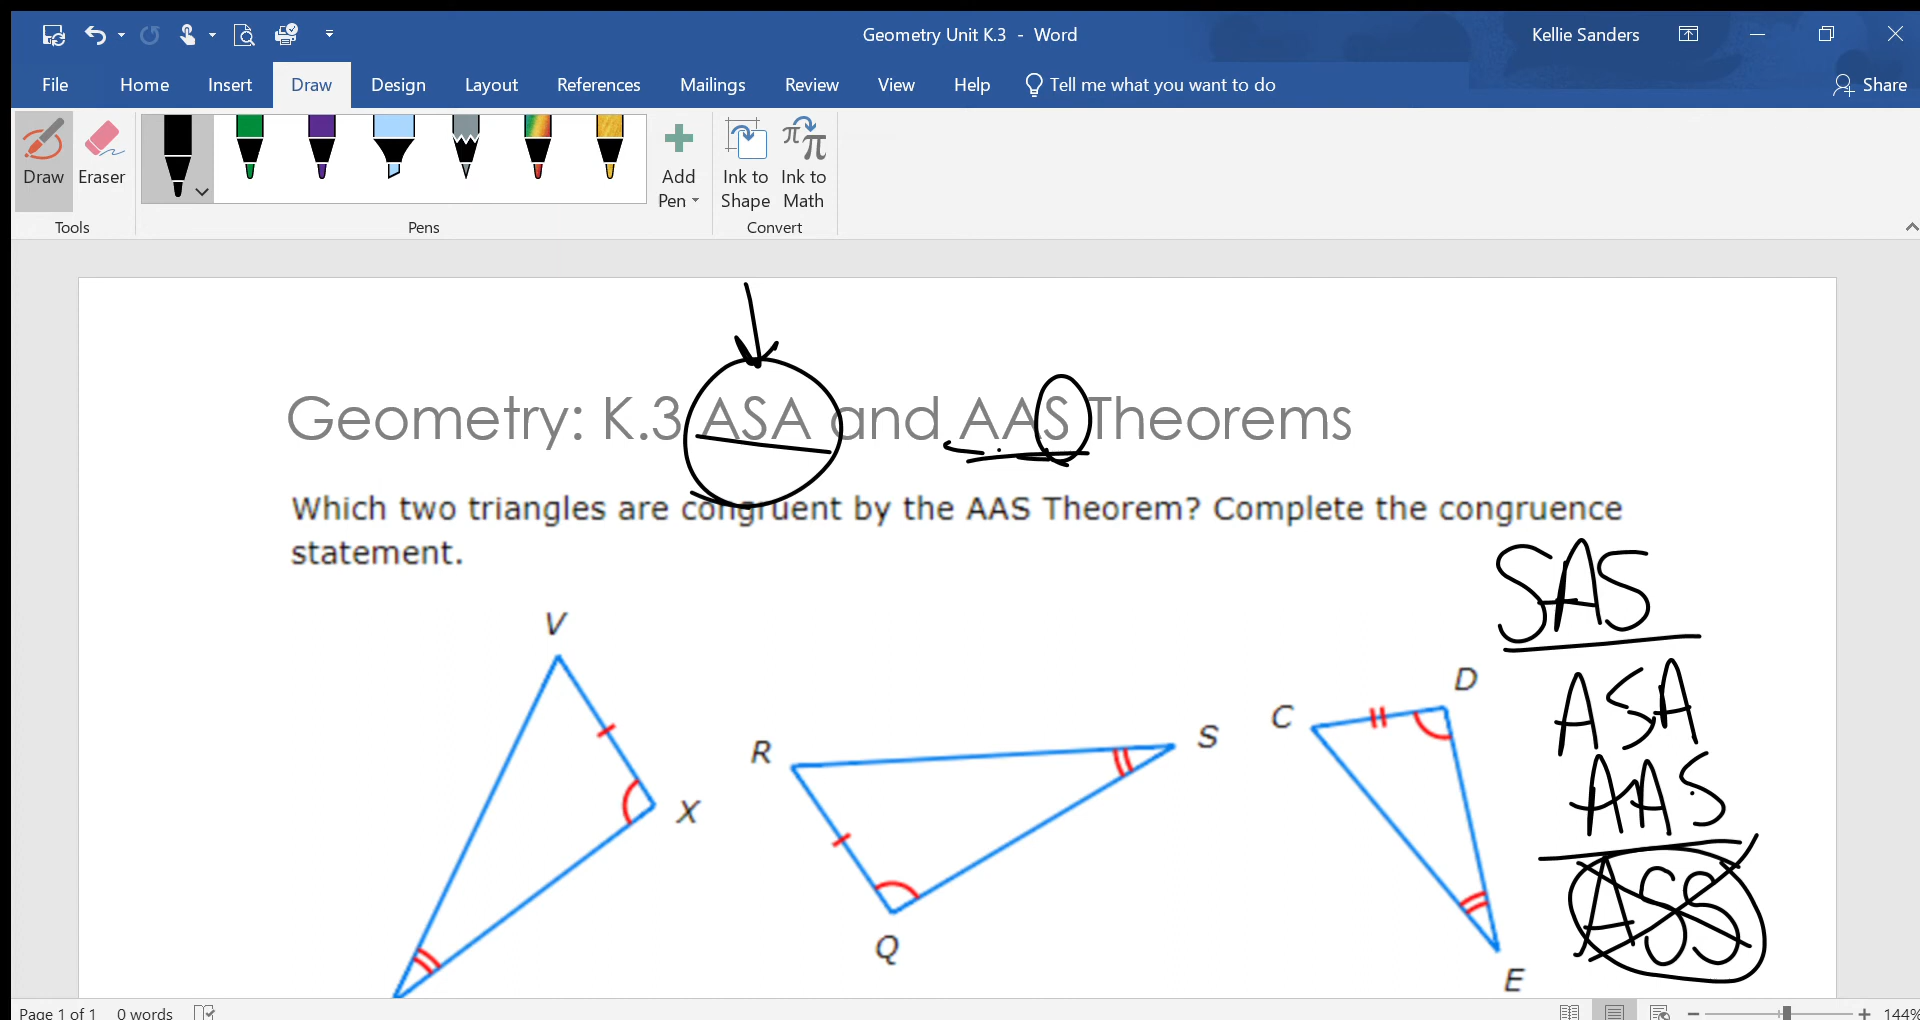 Geometry Unit K.3 - Word
Kellie Sanders
File Home Insert Draw Design Layout References Mailings Review View Help Tell me what you want to do Share
Draw Eraser
Add Pen
Ink to Shape
Ink to Math
Tools Pens Convert
Geometry: K.3 ASA and AAS Theorems
Which two triangles are congruent by the AAS Theorem? Complete the congruence
statement.
SAS
ASA
AAS
ASS
V
X
R
S
Q
C
D
E
Page 1 of 1 0 words
144%